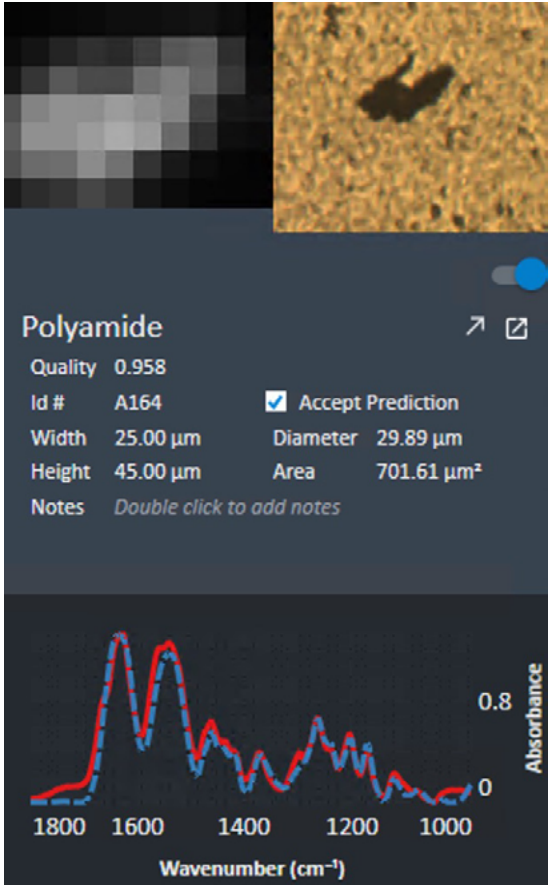 Polyamide
Quality 0.958
Id # A164 Accept Prediction
Width 25.00 µm Diameter 29.89 µm
Height 45.00 µm Area 701.61 µm²
Notes Double click to add notes
0.8
0
Absorbance
1800 1600 1400 1200 1000
Wavenumber (cm⁻¹)